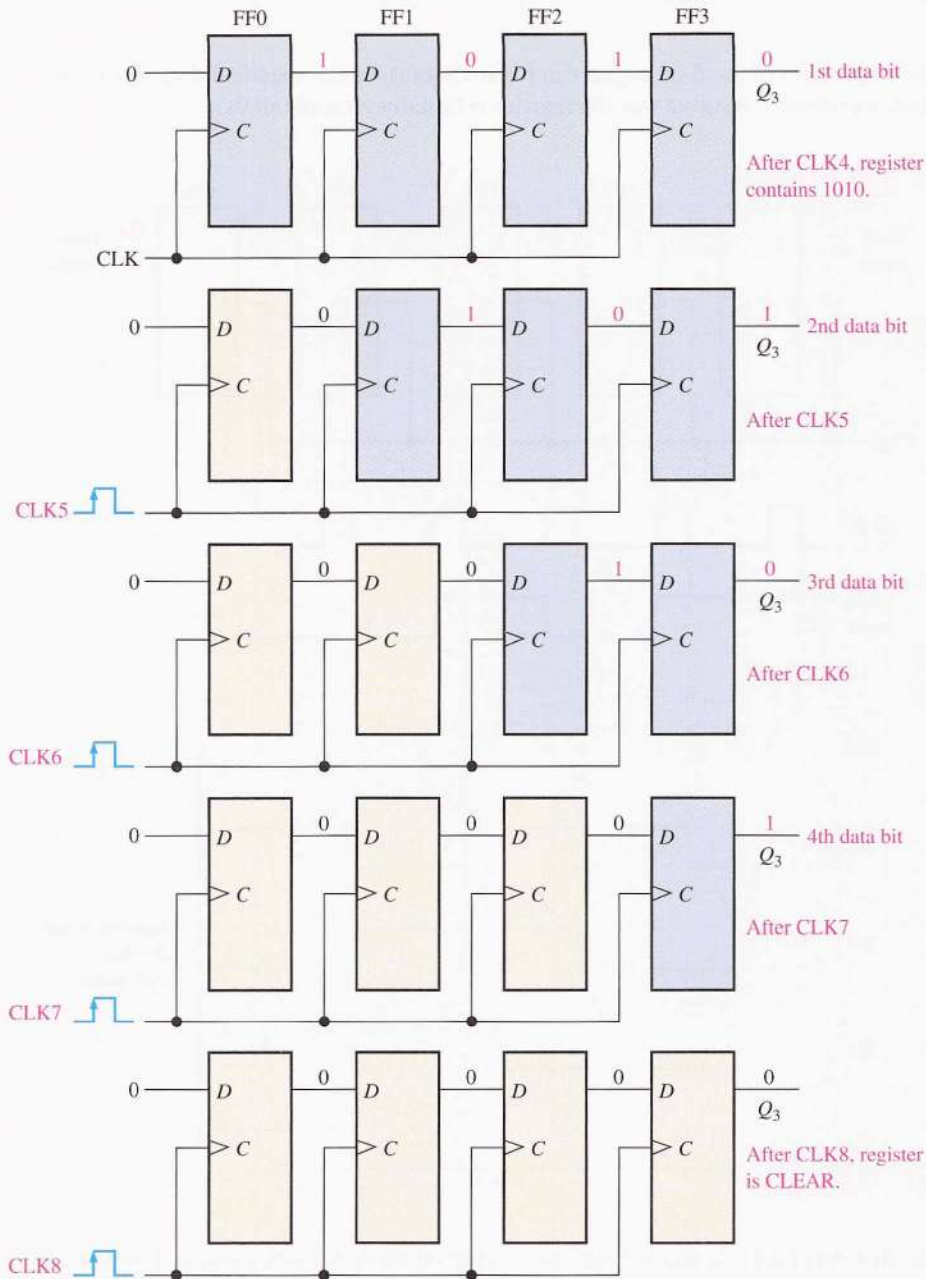 FF0 FF1 FF2 FF3
0 D 1 D 0 D 1 D 0 1st data bit
Q3
C C C C
After CLK4, register
contains 1010.
CLK
0 D 0 D 1 D 0 D 1 2nd data bit
Q3
C C C C
After CLK5
CLK5
0 D 0 D 0 D 1 D 0 3rd data bit
Q3
C C C C
After CLK6
CLK6
0 D 0 D 0 D 0 D 1 4th data bit
Q3
C C C C
After CLK7
CLK7
0 D 0 D 0 D 0 D 0
Q3
C C C C
After CLK8, register
is CLEAR.
CLK8